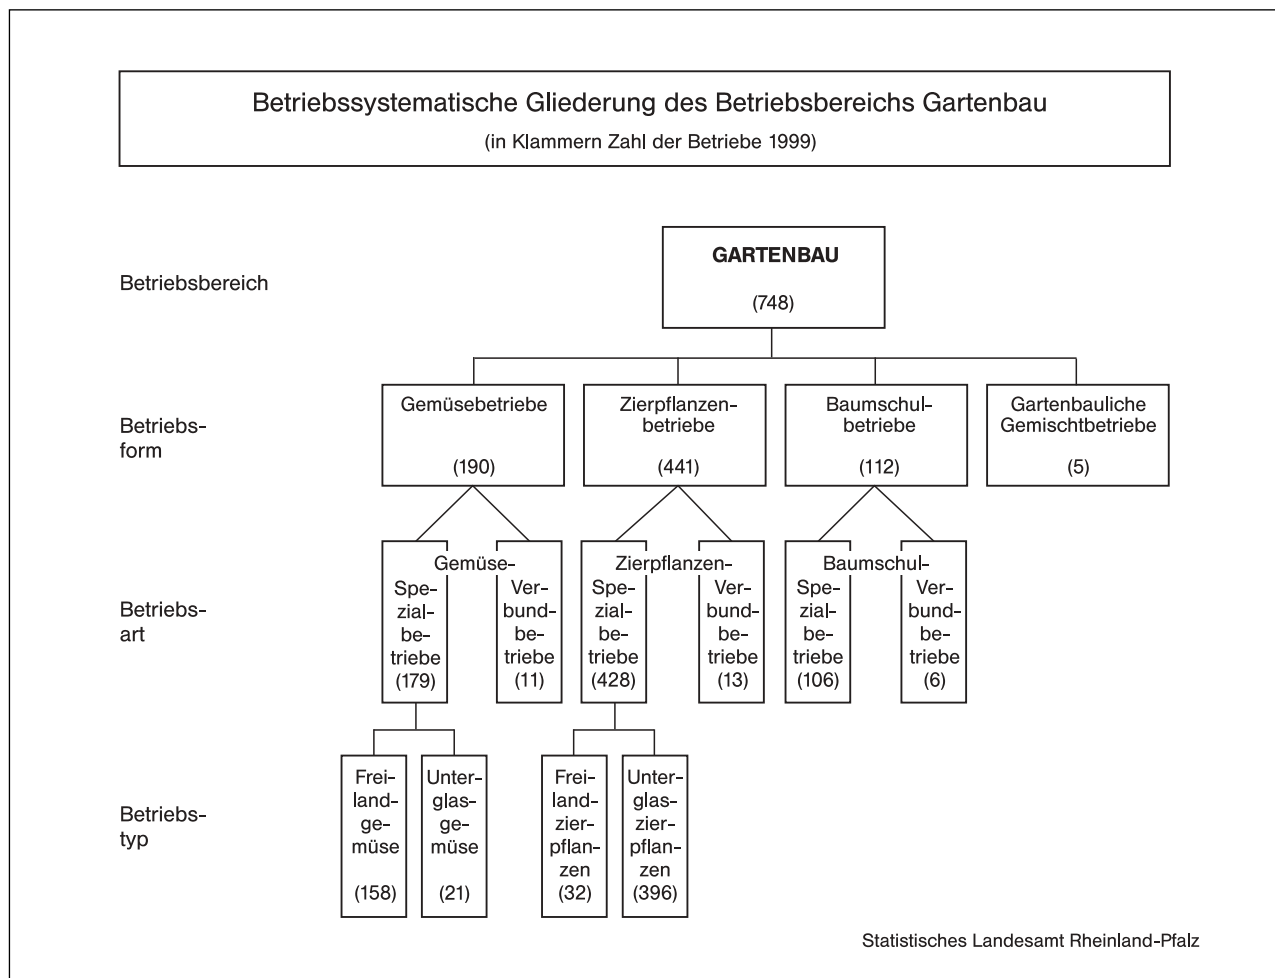 Betriebssystematische Gliederung des Betriebsbereichs Gartenbau
(in Klammern Zahl der Betriebe 1999)
Betriebsbereich
GARTENBAU
(748)
Betriebs-
form
Gemüsebetriebe
(190)
Zierpflanzen-
betriebe
(441)
Baumschul-
betriebe
(112)
Gartenbauliche
Gemischtbetriebe
(5)
Betriebs-
art
Gemüse-
Spe-
zial-
be-
triebe
(179)
Ver-
bund-
be-
triebe
(11)
Zierpflanzen-
Spe-
zial-
be-
triebe
(428)
Ver-
bund-
be-
triebe
(13)
Baumschul-
Spe-
zial-
be-
triebe
(106)
Ver-
bund-
be-
triebe
(6)
Betriebs-
typ
Frei-
land-
ge-
müse
(158)
Unter-
glas-
ge-
müse
(21)
Frei-
land-
zier-
pflan-
zen
(32)
Unter-
glas-
zier-
pflan-
zen
(396)
Statistisches Landesamt Rheinland-Pfalz